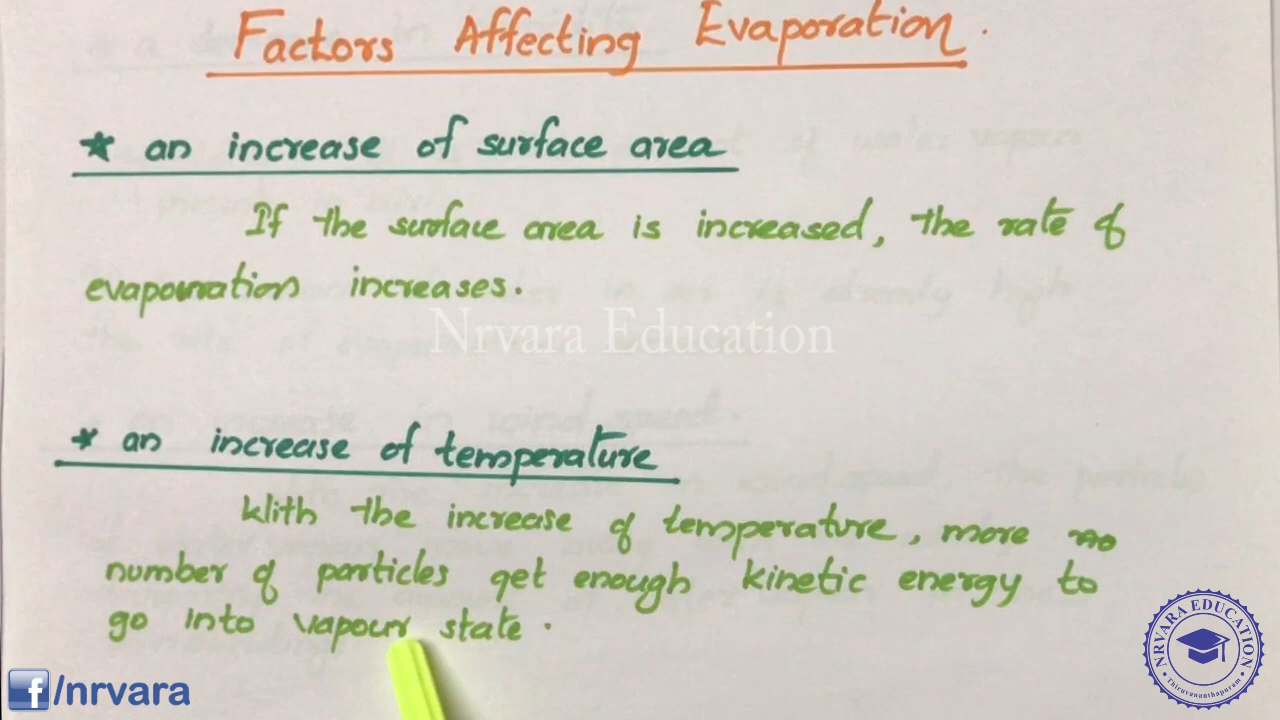 Factors Affecting Evaporation.
* an increase of surface area
If the surface area is increased, the rate of
evapouration increases.
Nrvara Education
* an increase of temperature
With the increase of temperature, more no
number of particles get enough kinetic energy to
go into vapour state.
NRVARA EDUCATION
Thiruvananthapuram
f/nrvara